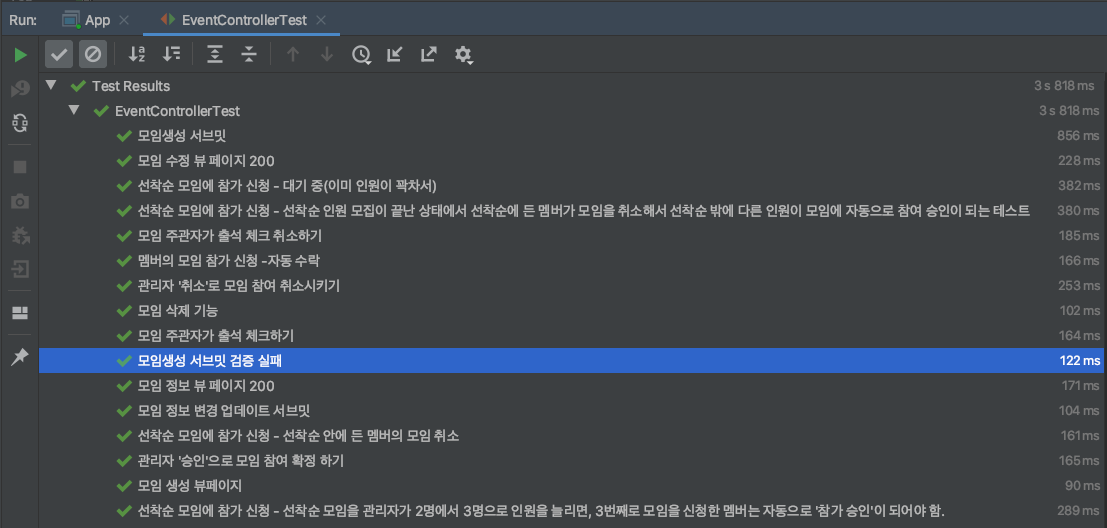 Run: App EventControllerTest
Test Results 3 s 818 ms
EventControllerTest 3 s 818 ms
모임생성 서브밋 856 ms
모임 수정 뷰 페이지 200 228 ms
선착순 모임에 참가 신청 - 대기 중(이미 인원이 꽉차서) 382 ms
선착순 모임에 참가 신청 - 선착순 인원 모집이 끝난 상태에서 선착순에 든 멤버가 모임을 취소해서 선착순 밖에 다른 인원이 모임에 자동으로 참여 승인이 되는 테스트 380 ms
모임 주관자가 출석 체크 취소하기 185 ms
멤버의 모임 참가 신청 -자동 수락 166 ms
관리자 '취소'로 모임 참여 취소시키기 253 ms
모임 삭제 기능 102 ms
모임 주관자가 출석 체크하기 164 ms
모임생성 서브밋 검증 실패 122 ms
모임 정보 뷰 페이지 200 171 ms
모임 정보 변경 업데이트 서브밋 104 ms
선착순 모임에 참가 신청 - 선착순 안에 든 멤버의 모임 취소 161 ms
관리자 '승인'으로 모임 참여 확정 하기 165 ms
모임 생성 뷰페이지 90 ms
선착순 모임에 참가 신청 - 선착순 모임을 관리자가 2명에서 3명으로 인원을 늘리면, 3번째로 모임을 신청한 멤버는 자동으로 '참가 승인'이 되어야 함. 289 ms